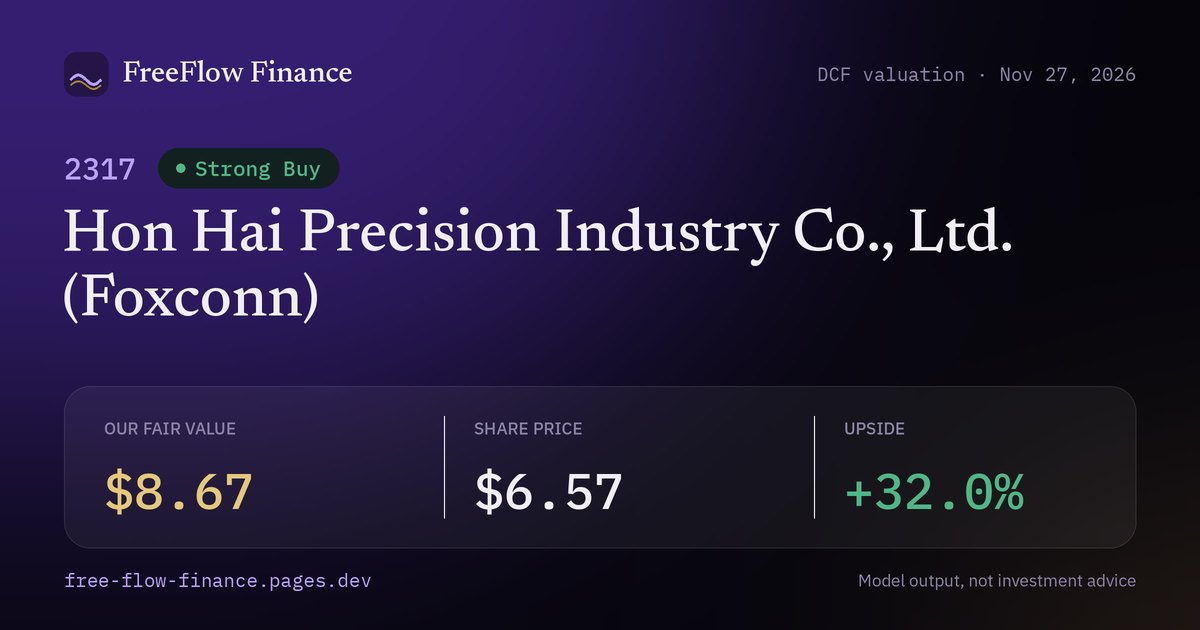 FreeFlow Finance
DCF valuation · Nov 27, 2026
2317
Strong Buy
Hon Hai Precision Industry Co., Ltd.
(Foxconn)
OUR FAIR VALUE
$8.67
SHARE PRICE
$6.57
UPSIDE
+32.0%
free-flow-finance.pages.dev
Model output, not investment advice